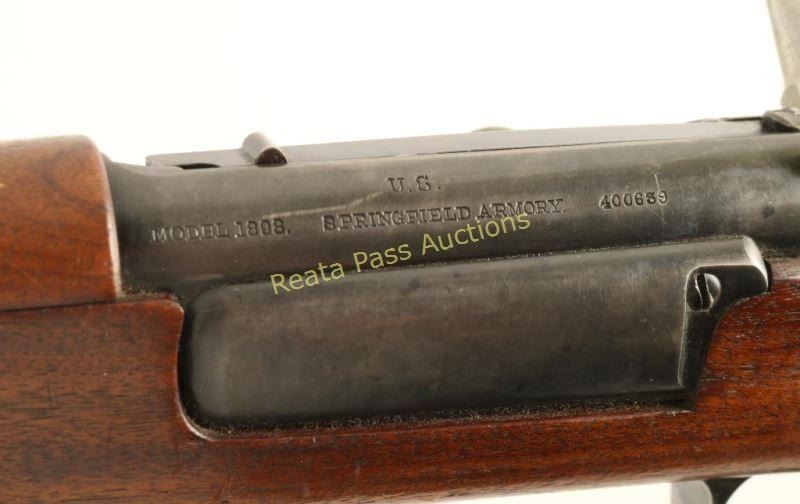 U.S.
MODEL 1898. SPRINGFIELD ARMORY. 400639
Reata Pass Auctions